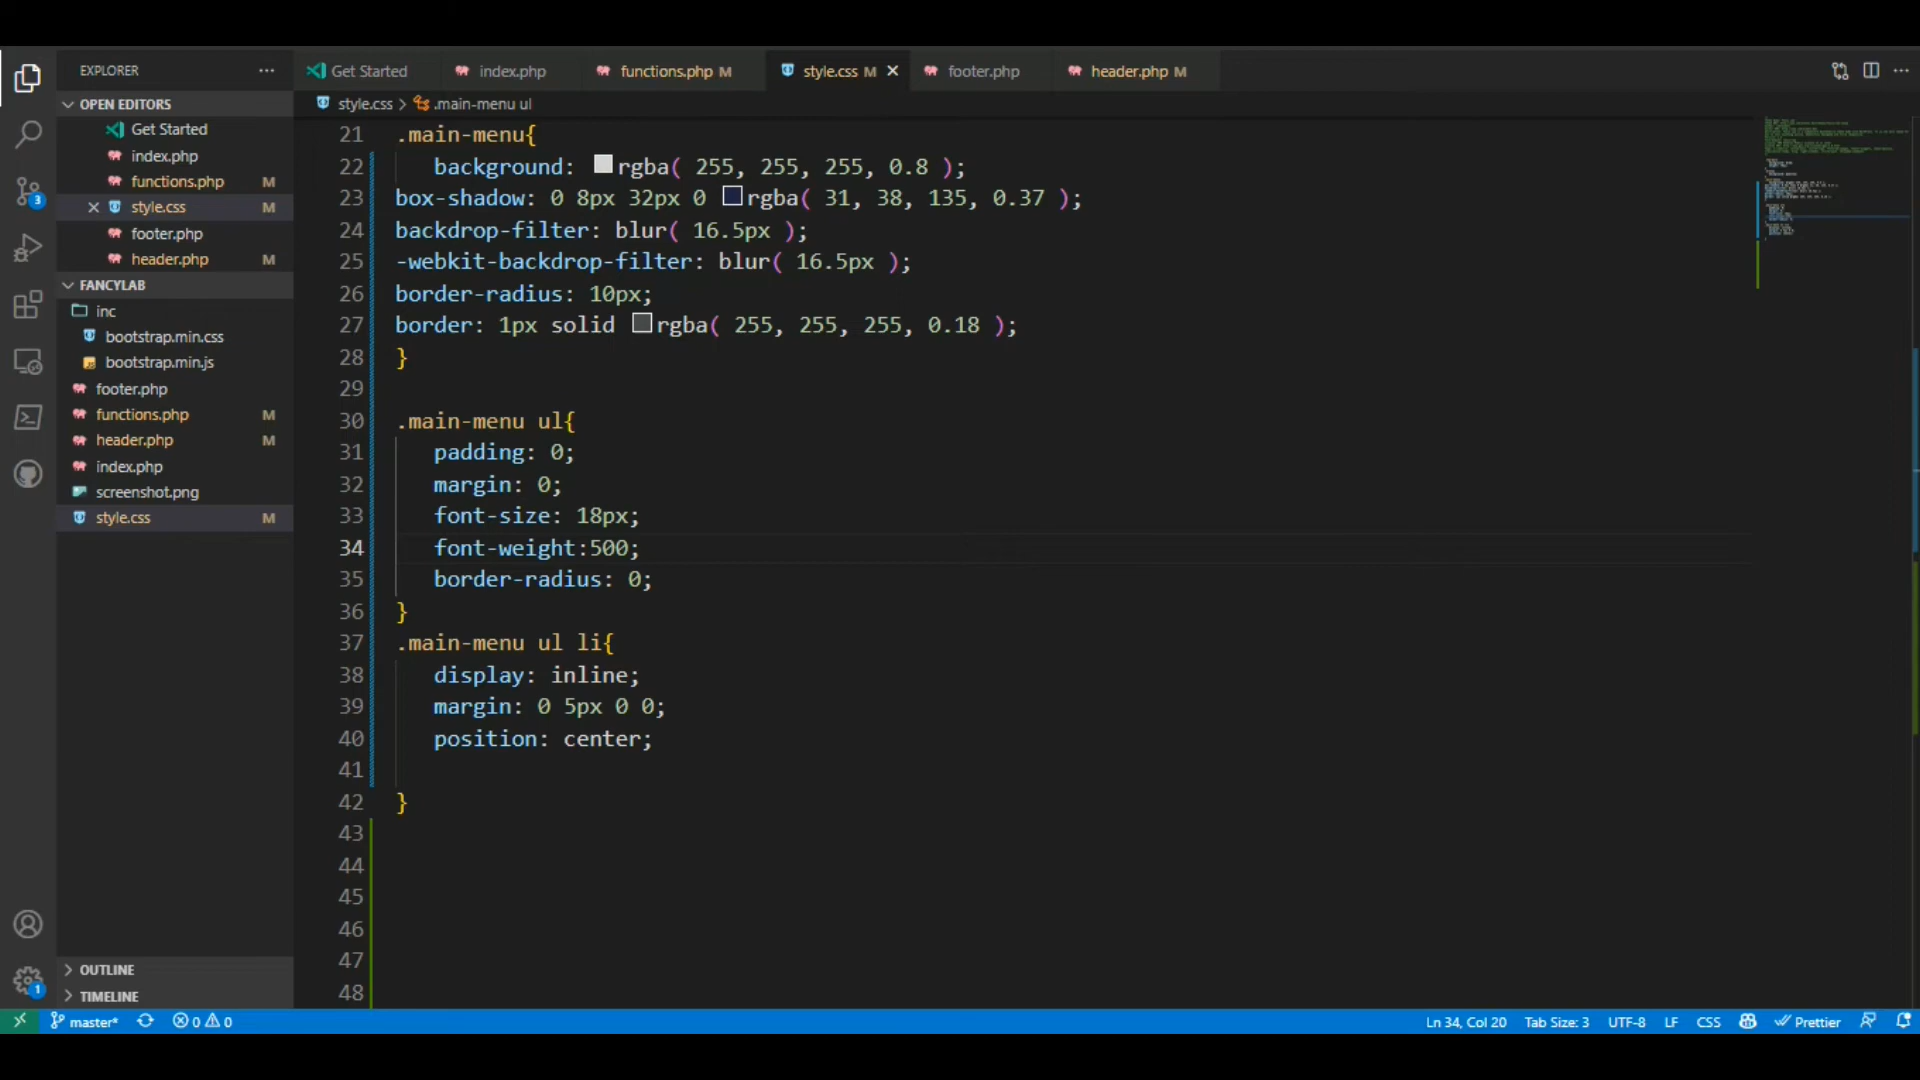 EXPLORER
OPEN EDITORS
Get Started
index.php
functions.php M
style.css M
footer.php
header.php M
FANCYLAB
inc
bootstrap.min.css
bootstrap.min.js
footer.php
functions.php M
header.php M
index.php
screenshot.png
style.css M
OUTLINE
TIMELINE
Get Started index.php functions.php M style.css M footer.php header.php M
style.css > .main-menu ul
21 .main-menu{
22 background: rgba( 255, 255, 255, 0.8 );
23 box-shadow: 0 8px 32px 0 rgba( 31, 38, 135, 0.37 );
24 backdrop-filter: blur( 16.5px );
25 -webkit-backdrop-filter: blur( 16.5px );
26 border-radius: 10px;
27 border: 1px solid rgba( 255, 255, 255, 0.18 );
28 }
29
30 .main-menu ul{
31 padding: 0;
32 margin: 0;
33 font-size: 18px;
34 font-weight:500;
35 border-radius: 0;
36 }
37 .main-menu ul li{
38 display: inline;
39 margin: 0 5px 0 0;
40 position: center;
41
42 }
43
44
45
46
47
48
3
1
master* 0 0 Ln 34, Col 20 Tab Size: 3 UTF-8 LF CSS Prettier